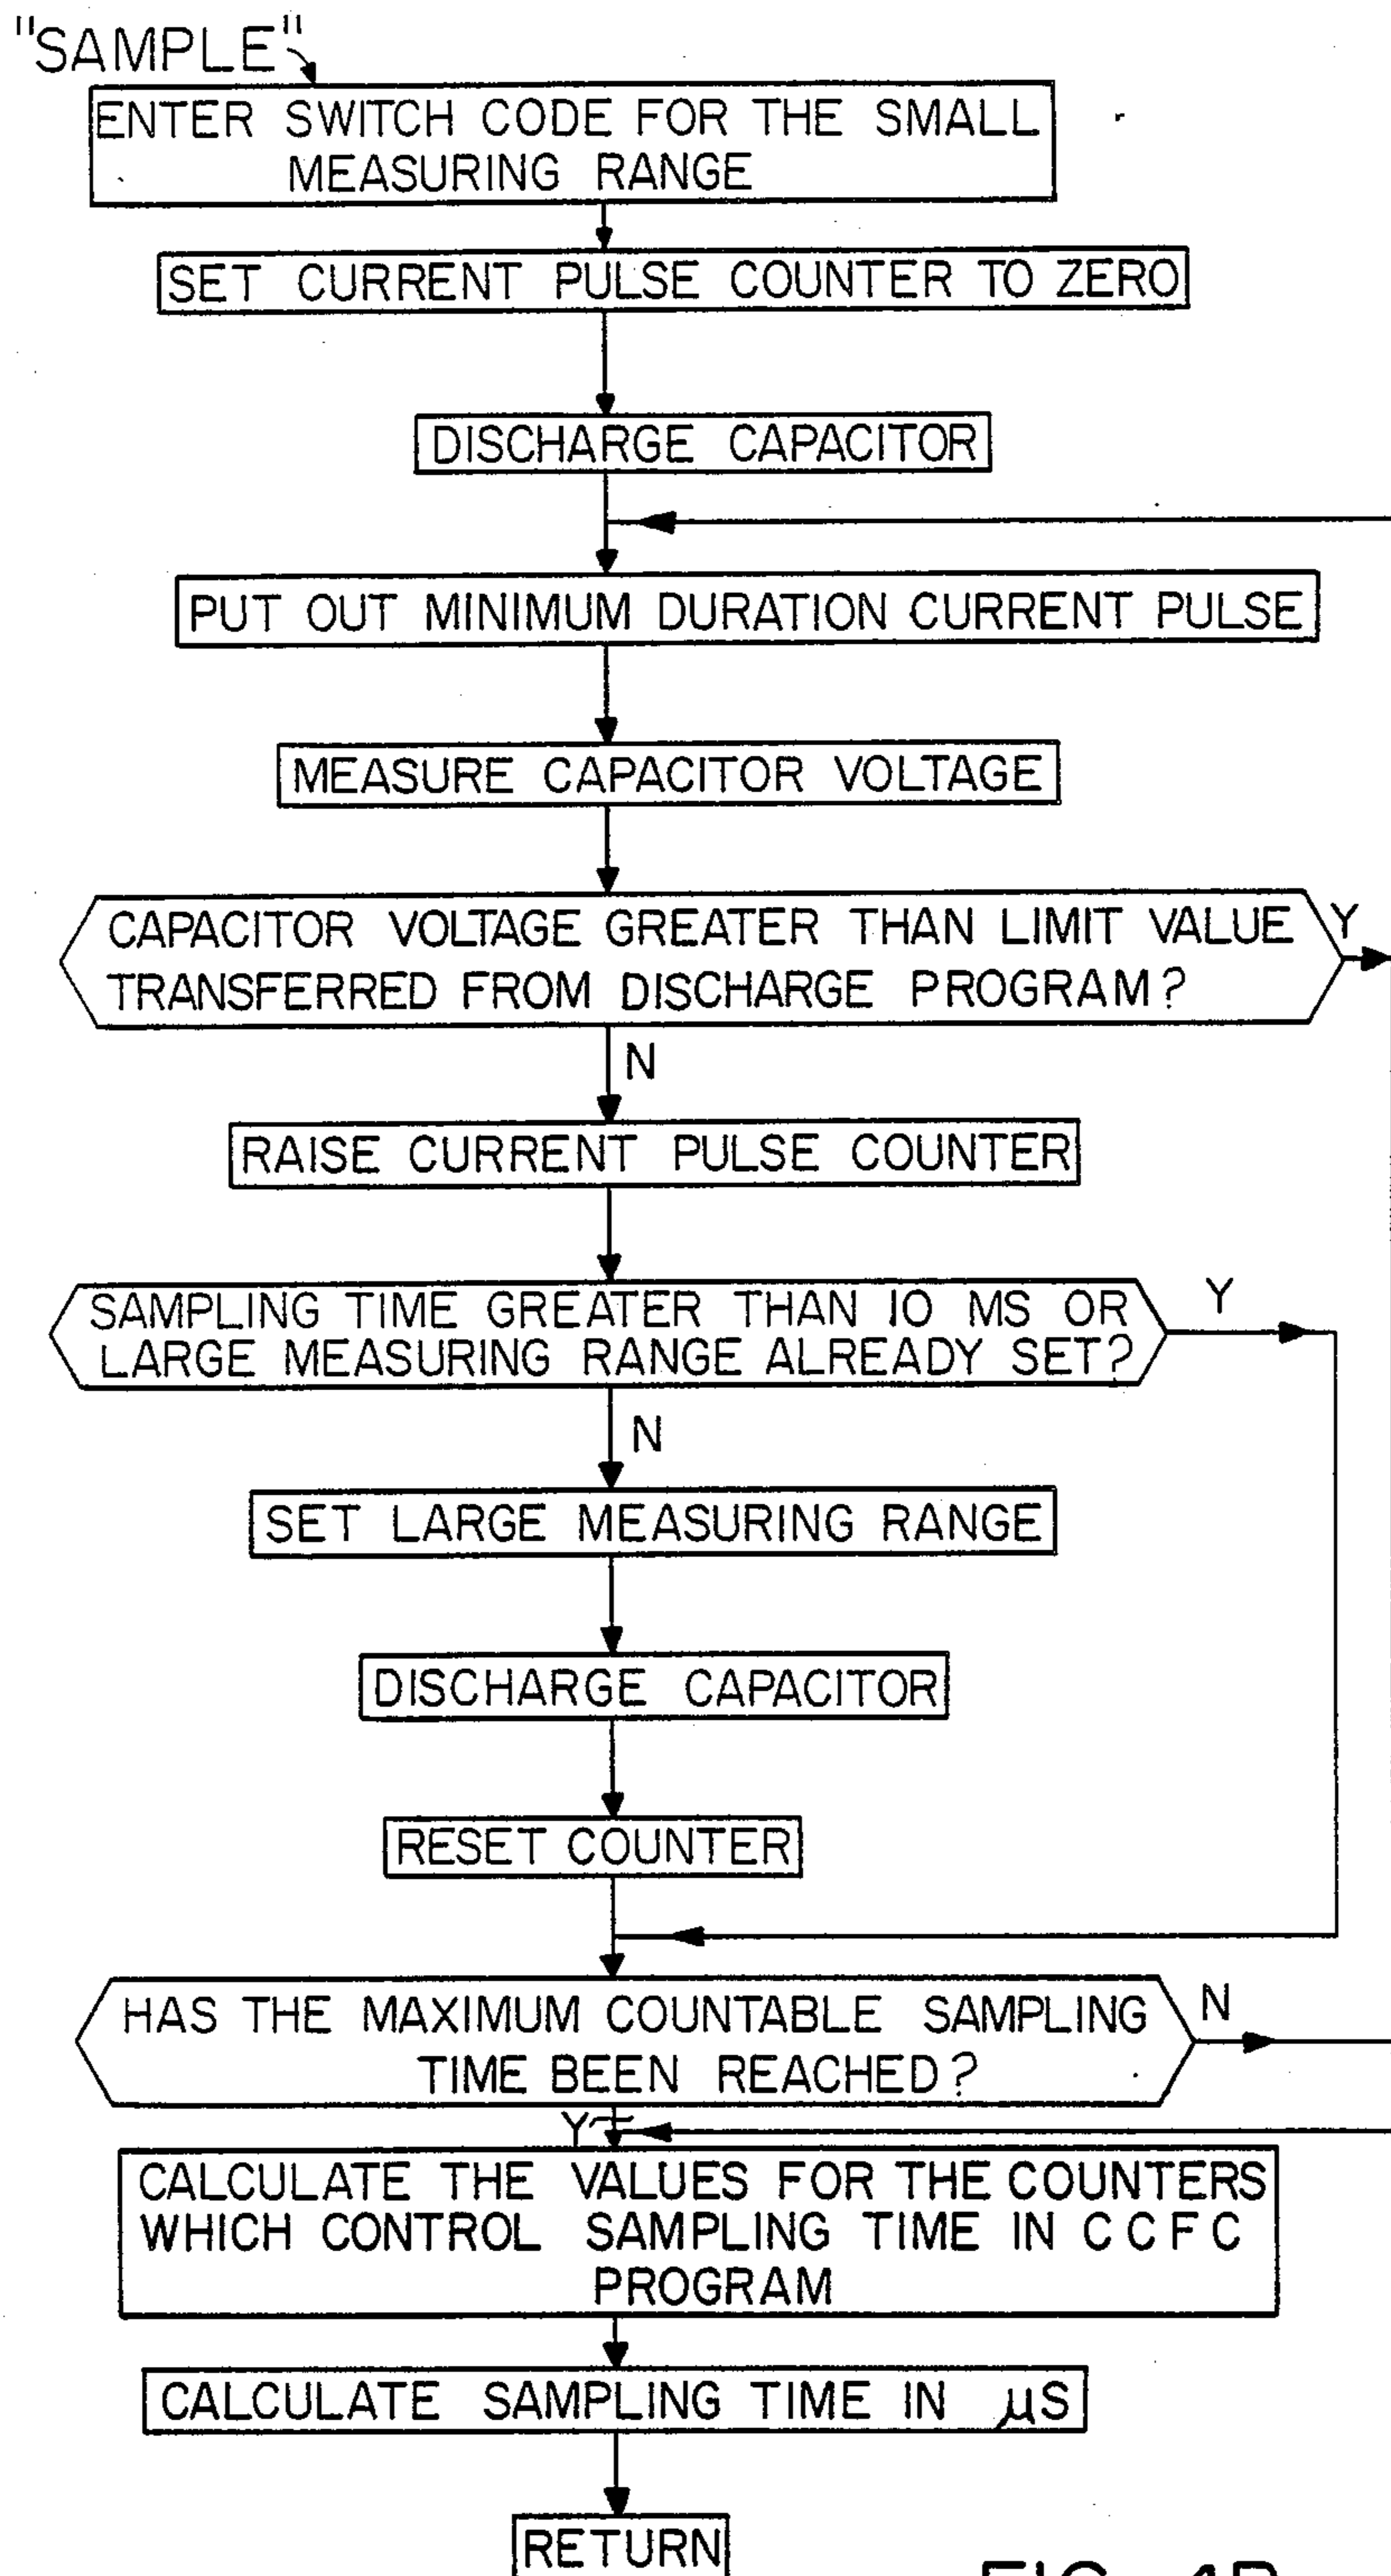 "SAMPLE"
ENTER SWITCH CODE FOR THE SMALL
MEASURING RANGE
SET CURRENT PULSE COUNTER TO ZERO
DISCHARGE CAPACITOR
PUT OUT MINIMUM DURATION CURRENT PULSE
MEASURE CAPACITOR VOLTAGE
CAPACITOR VOLTAGE GREATER THAN LIMIT VALUE
TRANSFERRED FROM DISCHARGE PROGRAM?
Y
N
RAISE CURRENT PULSE COUNTER
SAMPLING TIME GREATER THAN 10 MS OR
LARGE MEASURING RANGE ALREADY SET?
Y
N
SET LARGE MEASURING RANGE
DISCHARGE CAPACITOR
RESET COUNTER
HAS THE MAXIMUM COUNTABLE SAMPLING
TIME BEEN REACHED?
N
Y
CALCULATE THE VALUES FOR THE COUNTERS
WHICH CONTROL SAMPLING TIME IN C C F C
PROGRAM
CALCULATE SAMPLING TIME IN µS
RETURN